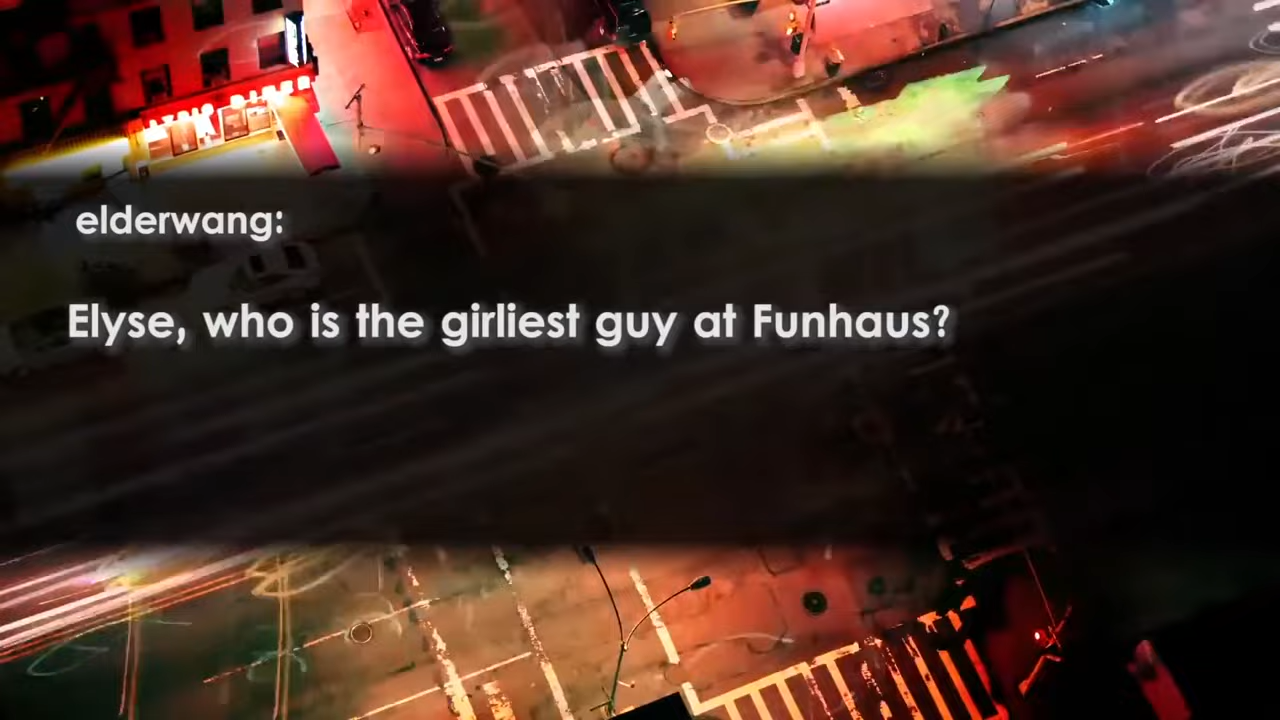 elderwang:
Elyse, who is the girliest guy at Funhaus?